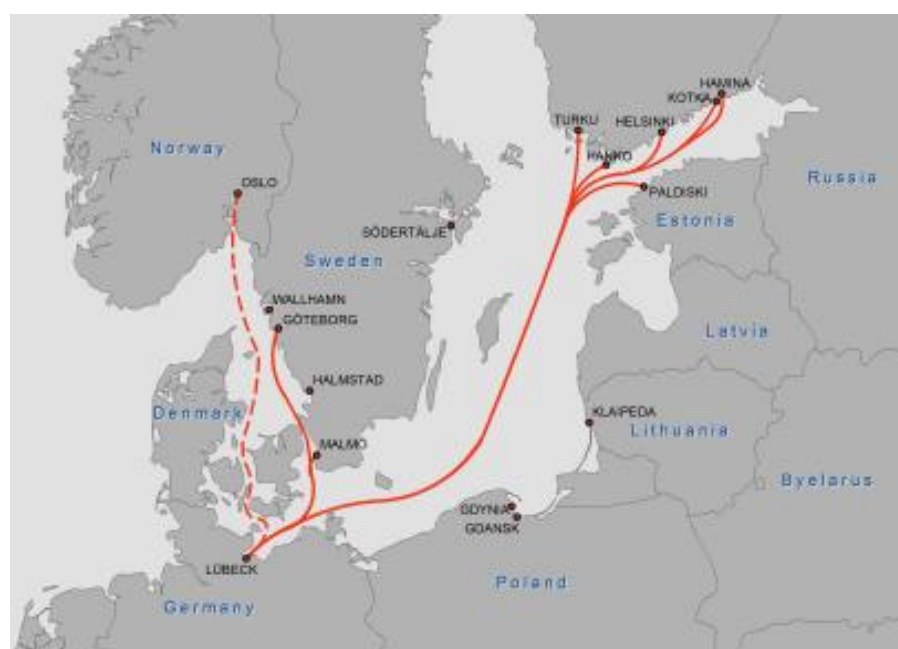 HAMINA
KOTKA
TURKU
HELSINKI
HANKO
PALDISKI
Norway
Russia
OSLO
Estonia
SÖDERTÄLJE
Sweden
WALLHAMN
GÖTEBORG
Latvia
HALMSTAD
Denmark
KLAIPEDA
Lithuania
MALMÖ
Byelarus
GDYNIA
GDANSK
LÜBECK
Poland
Germany